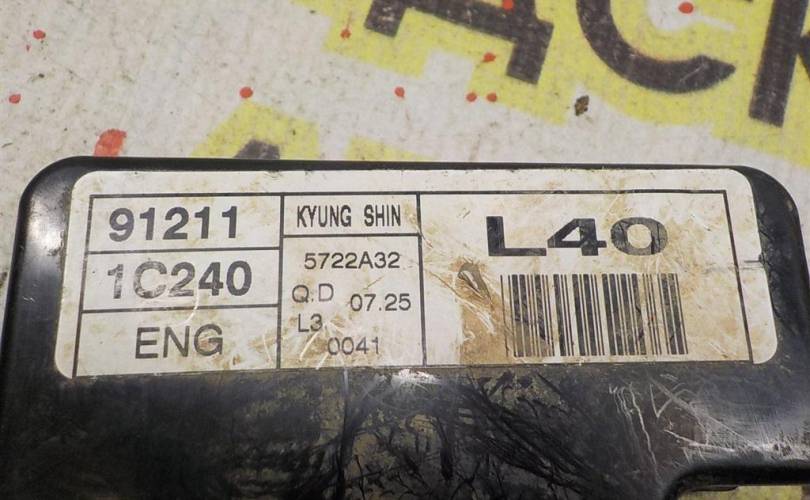 91211
1C240
ENG
KYUNG SHIN
5722A32
Q.D 07.25
L3
0041
L40